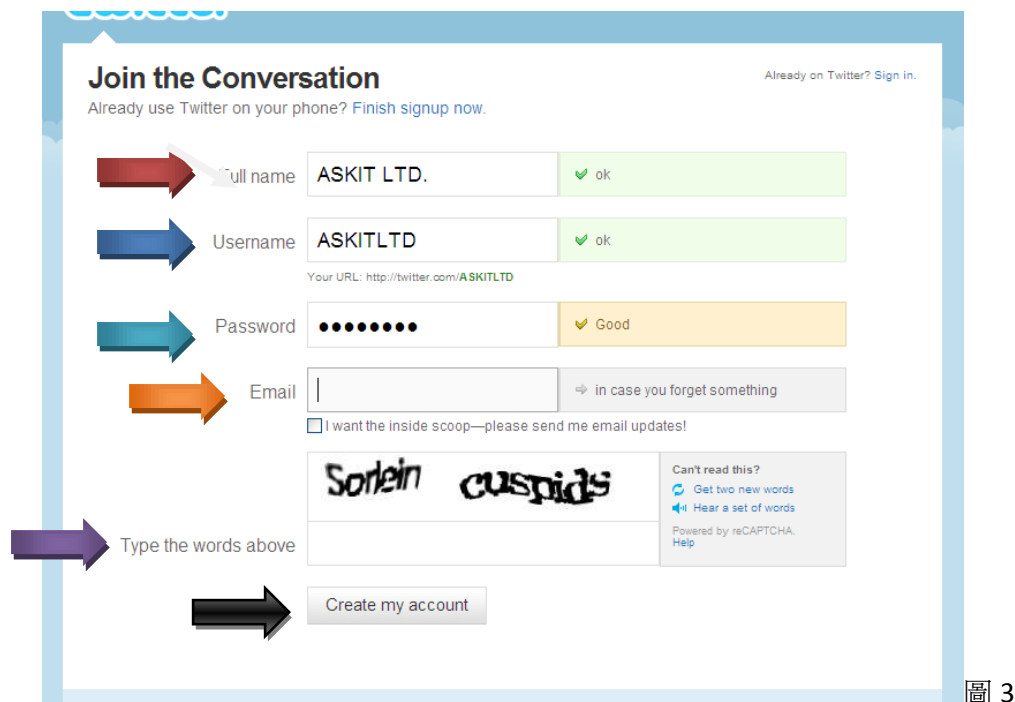 Join the Conversation
Already on Twitter? Sign in.
Already use Twitter on your phone? Finish signup now.
Full name ASKIT LTD. ok
Username ASKITLTD ok
Your URL: http://twitter.com/ASKITLTD
Password ●●●●●●●● Good
Email in case you forget something
I want the inside scoop—please send me email updates!
Sorlein cuspids
Can't read this?
Get two new words
Hear a set of words
Powered by reCAPTCHA.
Help
Type the words above
Create my account
圖 3